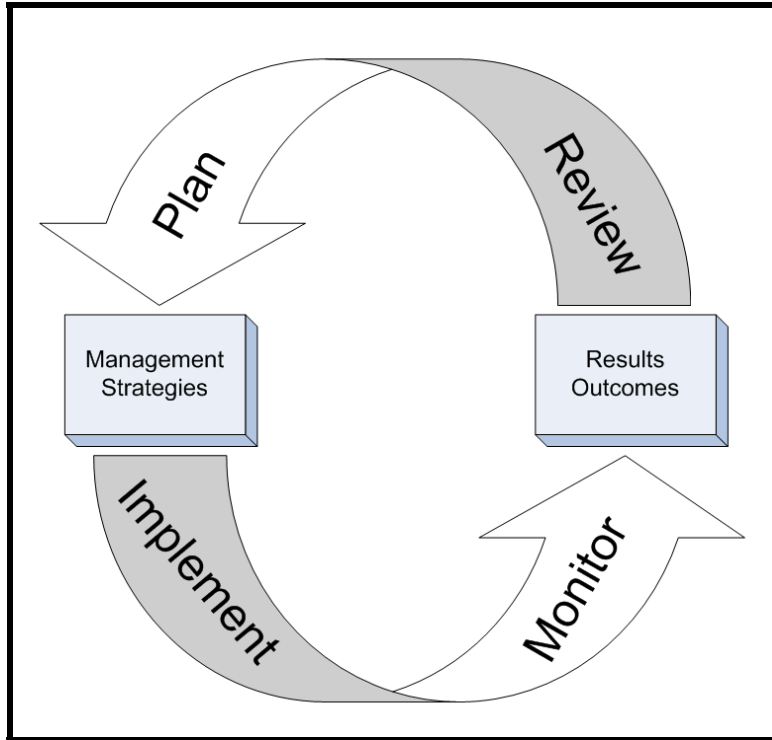 Plan
Review
Management
Strategies
Results
Outcomes
Implement
Monitor